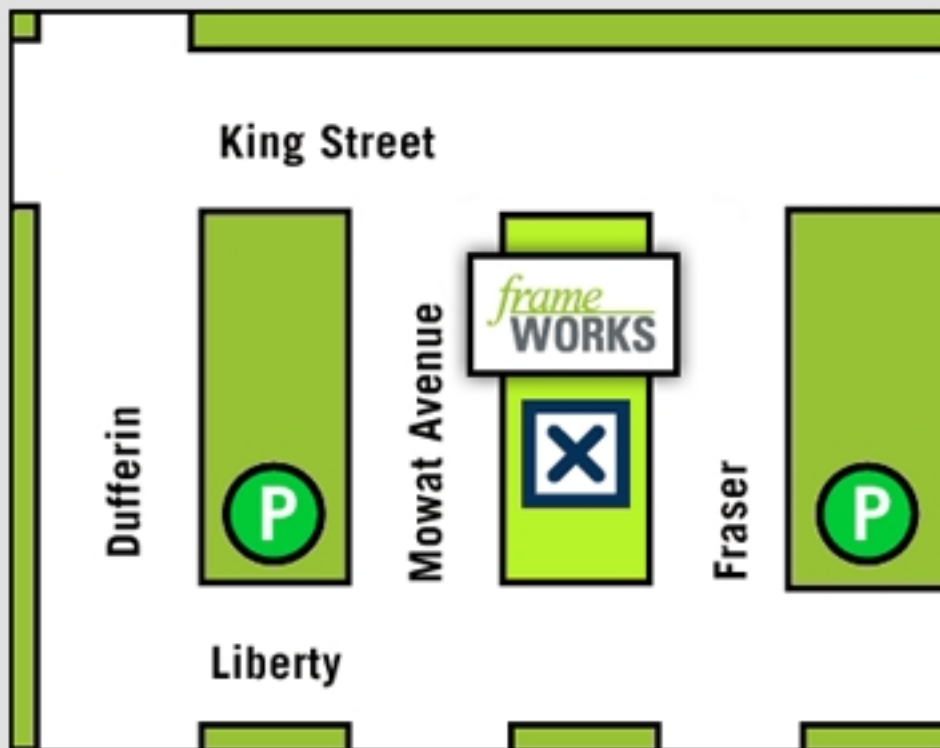 King Street
frame
WORKS
Mowat Avenue
Dufferin
Fraser
P
P
Liberty